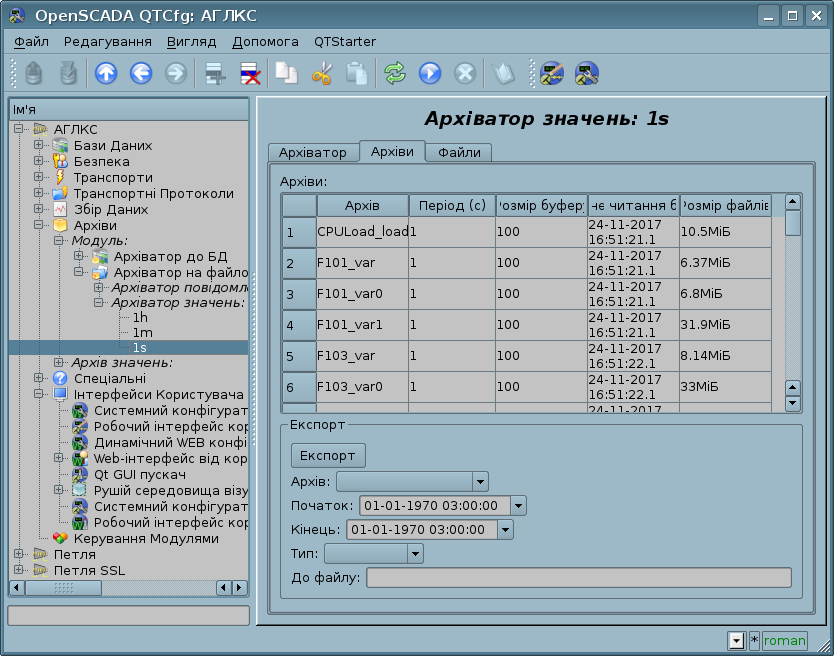 OpenSCADA QTCfg: АГЛКС
Файл Редагування Вигляд Допомога QTStarter
Ім'я
АГЛКС
Бази Даних
Безпека
Транспорти
Транспортні Протоколи
Збір Даних
Архіви
Модуль:
Архіватор до БД
Архіватор на файло
Архіватор повідомл
Архіватор значень:
1h
1m
1s
Архів значень:
Спеціальні
Інтерфейси Користувача
Системний конфігурат
Робочий інтерфейс кор
Динамічний WEB конфі
Web-інтерфейс від кор
Qt GUI пускач
Рушій середовища візу
Системний конфігурат
Робочий інтерфейс кор
Керування Модулями
Петля
Петля SSL
Архіватор значень: 1s
Архіватор Архіви Файли
Архіви:
Архів Період (с) Розмір буферу не читання б Розмір файлів
1 CPULoad_load 1 100 24-11-2017 16:51:21.1 10.5МіБ
2 F101_var 1 100 24-11-2017 16:51:21.1 6.37МіБ
3 F101_var0 1 100 24-11-2017 16:51:21.1 6.8МіБ
4 F101_var1 1 100 24-11-2017 16:51:21.1 31.9МіБ
5 F103_var 1 100 24-11-2017 16:51:22.1 8.14МіБ
6 F103_var0 1 100 24-11-2017 16:51:22.1 33МіБ
24-11-2017
Експорт
Експорт
Архів:
Початок: 01-01-1970 03:00:00
Кінець: 01-01-1970 03:00:00
Тип:
До файлу:
* roman